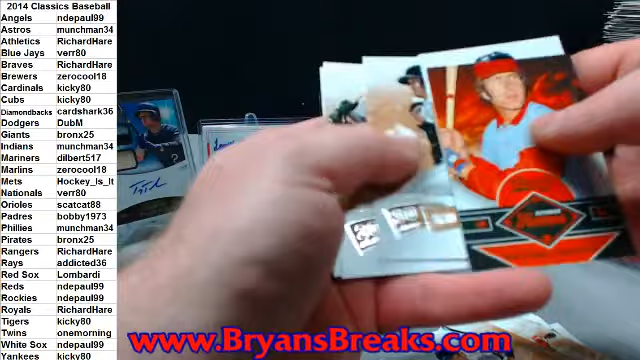 2014 Classics Baseball
Angels ndepaul99
Astros munchman34
Athletics RichardHare
Blue Jays verr80
Braves RichardHare
Brewers zerocool18
Cardinals kicky80
Cubs kicky80
Diamondbacks cardshark36
Dodgers DubM
Giants bronx25
Indians munchman34
Mariners dilbert517
Marlins zerocool18
Mets Hockey_Is_It
Nationals verr80
Orioles scatcat88
Padres bobby1973
Phillies munchman34
Pirates bronx25
Rangers RichardHare
Rays addicted36
Red Sox Lombardi
Reds ndepaul99
Rockies ndepaul99
Royals RichardHare
Tigers kicky80
Twins onemorning
White Sox ndepaul99
Yankees kicky80
www.BryansBreaks.com